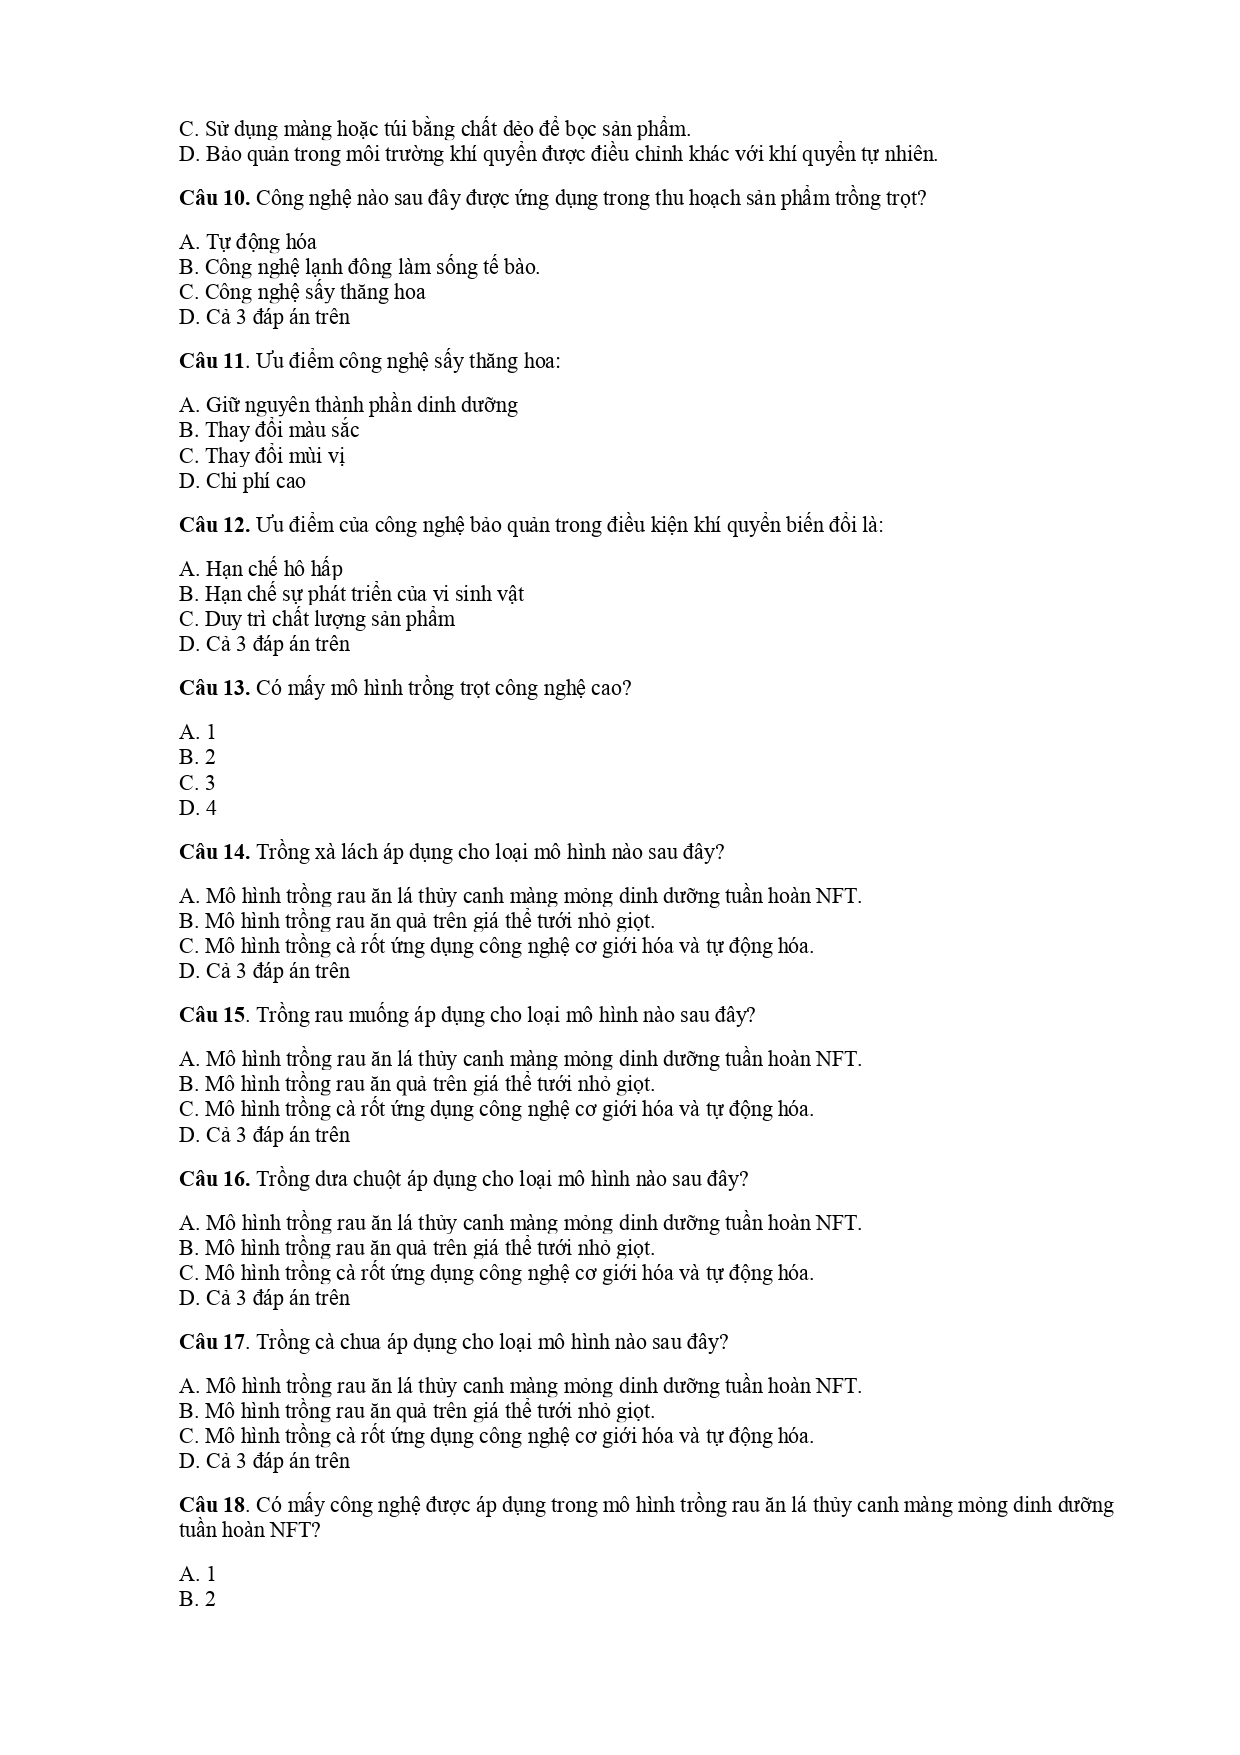 C. Sử dụng màng hoặc túi bằng chất dẻo để bọc sản phẩm.
D. Bảo quản trong môi trường khí quyển được điều chỉnh khác với khí quyển tự nhiên.
Câu 10. Công nghệ nào sau đây được ứng dụng trong thu hoạch sản phẩm trồng trọt?
A. Tự động hóa
B. Công nghệ lạnh đông làm sống tế bào.
C. Công nghệ sấy thăng hoa
D. Cả 3 đáp án trên
Câu 11. Ưu điểm công nghệ sấy thăng hoa:
A. Giữ nguyên thành phần dinh dưỡng
B. Thay đổi màu sắc
C. Thay đổi mùi vị
D. Chi phí cao
Câu 12. Ưu điểm của công nghệ bảo quản trong điều kiện khí quyển biến đổi là:
A. Hạn chế hô hấp
B. Hạn chế sự phát triển của vi sinh vật
C. Duy trì chất lượng sản phẩm
D. Cả 3 đáp án trên
Câu 13. Có mấy mô hình trồng trọt công nghệ cao?
A. 1
B. 2
C. 3
D. 4
Câu 14. Trồng xà lách áp dụng cho loại mô hình nào sau đây?
A. Mô hình trồng rau ăn lá thủy canh màng mỏng dinh dưỡng tuần hoàn NFT.
B. Mô hình trồng rau ăn quả trên giá thể tưới nhỏ giọt.
C. Mô hình trồng cà rốt ứng dụng công nghệ cơ giới hóa và tự động hóa.
D. Cả 3 đáp án trên
Câu 15. Trồng rau muống áp dụng cho loại mô hình nào sau đây?
A. Mô hình trồng rau ăn lá thủy canh màng mỏng dinh dưỡng tuần hoàn NFT.
B. Mô hình trồng rau ăn quả trên giá thể tưới nhỏ giọt.
C. Mô hình trồng cà rốt ứng dụng công nghệ cơ giới hóa và tự động hóa.
D. Cả 3 đáp án trên
Câu 16. Trồng dưa chuột áp dụng cho loại mô hình nào sau đây?
A. Mô hình trồng rau ăn lá thủy canh màng mỏng dinh dưỡng tuần hoàn NFT.
B. Mô hình trồng rau ăn quả trên giá thể tưới nhỏ giọt.
C. Mô hình trồng cà rốt ứng dụng công nghệ cơ giới hóa và tự động hóa.
D. Cả 3 đáp án trên
Câu 17. Trồng cà chua áp dụng cho loại mô hình nào sau đây?
A. Mô hình trồng rau ăn lá thủy canh màng mỏng dinh dưỡng tuần hoàn NFT.
B. Mô hình trồng rau ăn quả trên giá thể tưới nhỏ giọt.
C. Mô hình trồng cà rốt ứng dụng công nghệ cơ giới hóa và tự động hóa.
D. Cả 3 đáp án trên
Câu 18. Có mấy công nghệ được áp dụng trong mô hình trồng rau ăn lá thủy canh màng mỏng dinh dưỡng
tuần hoàn NFT?
A. 1
B. 2